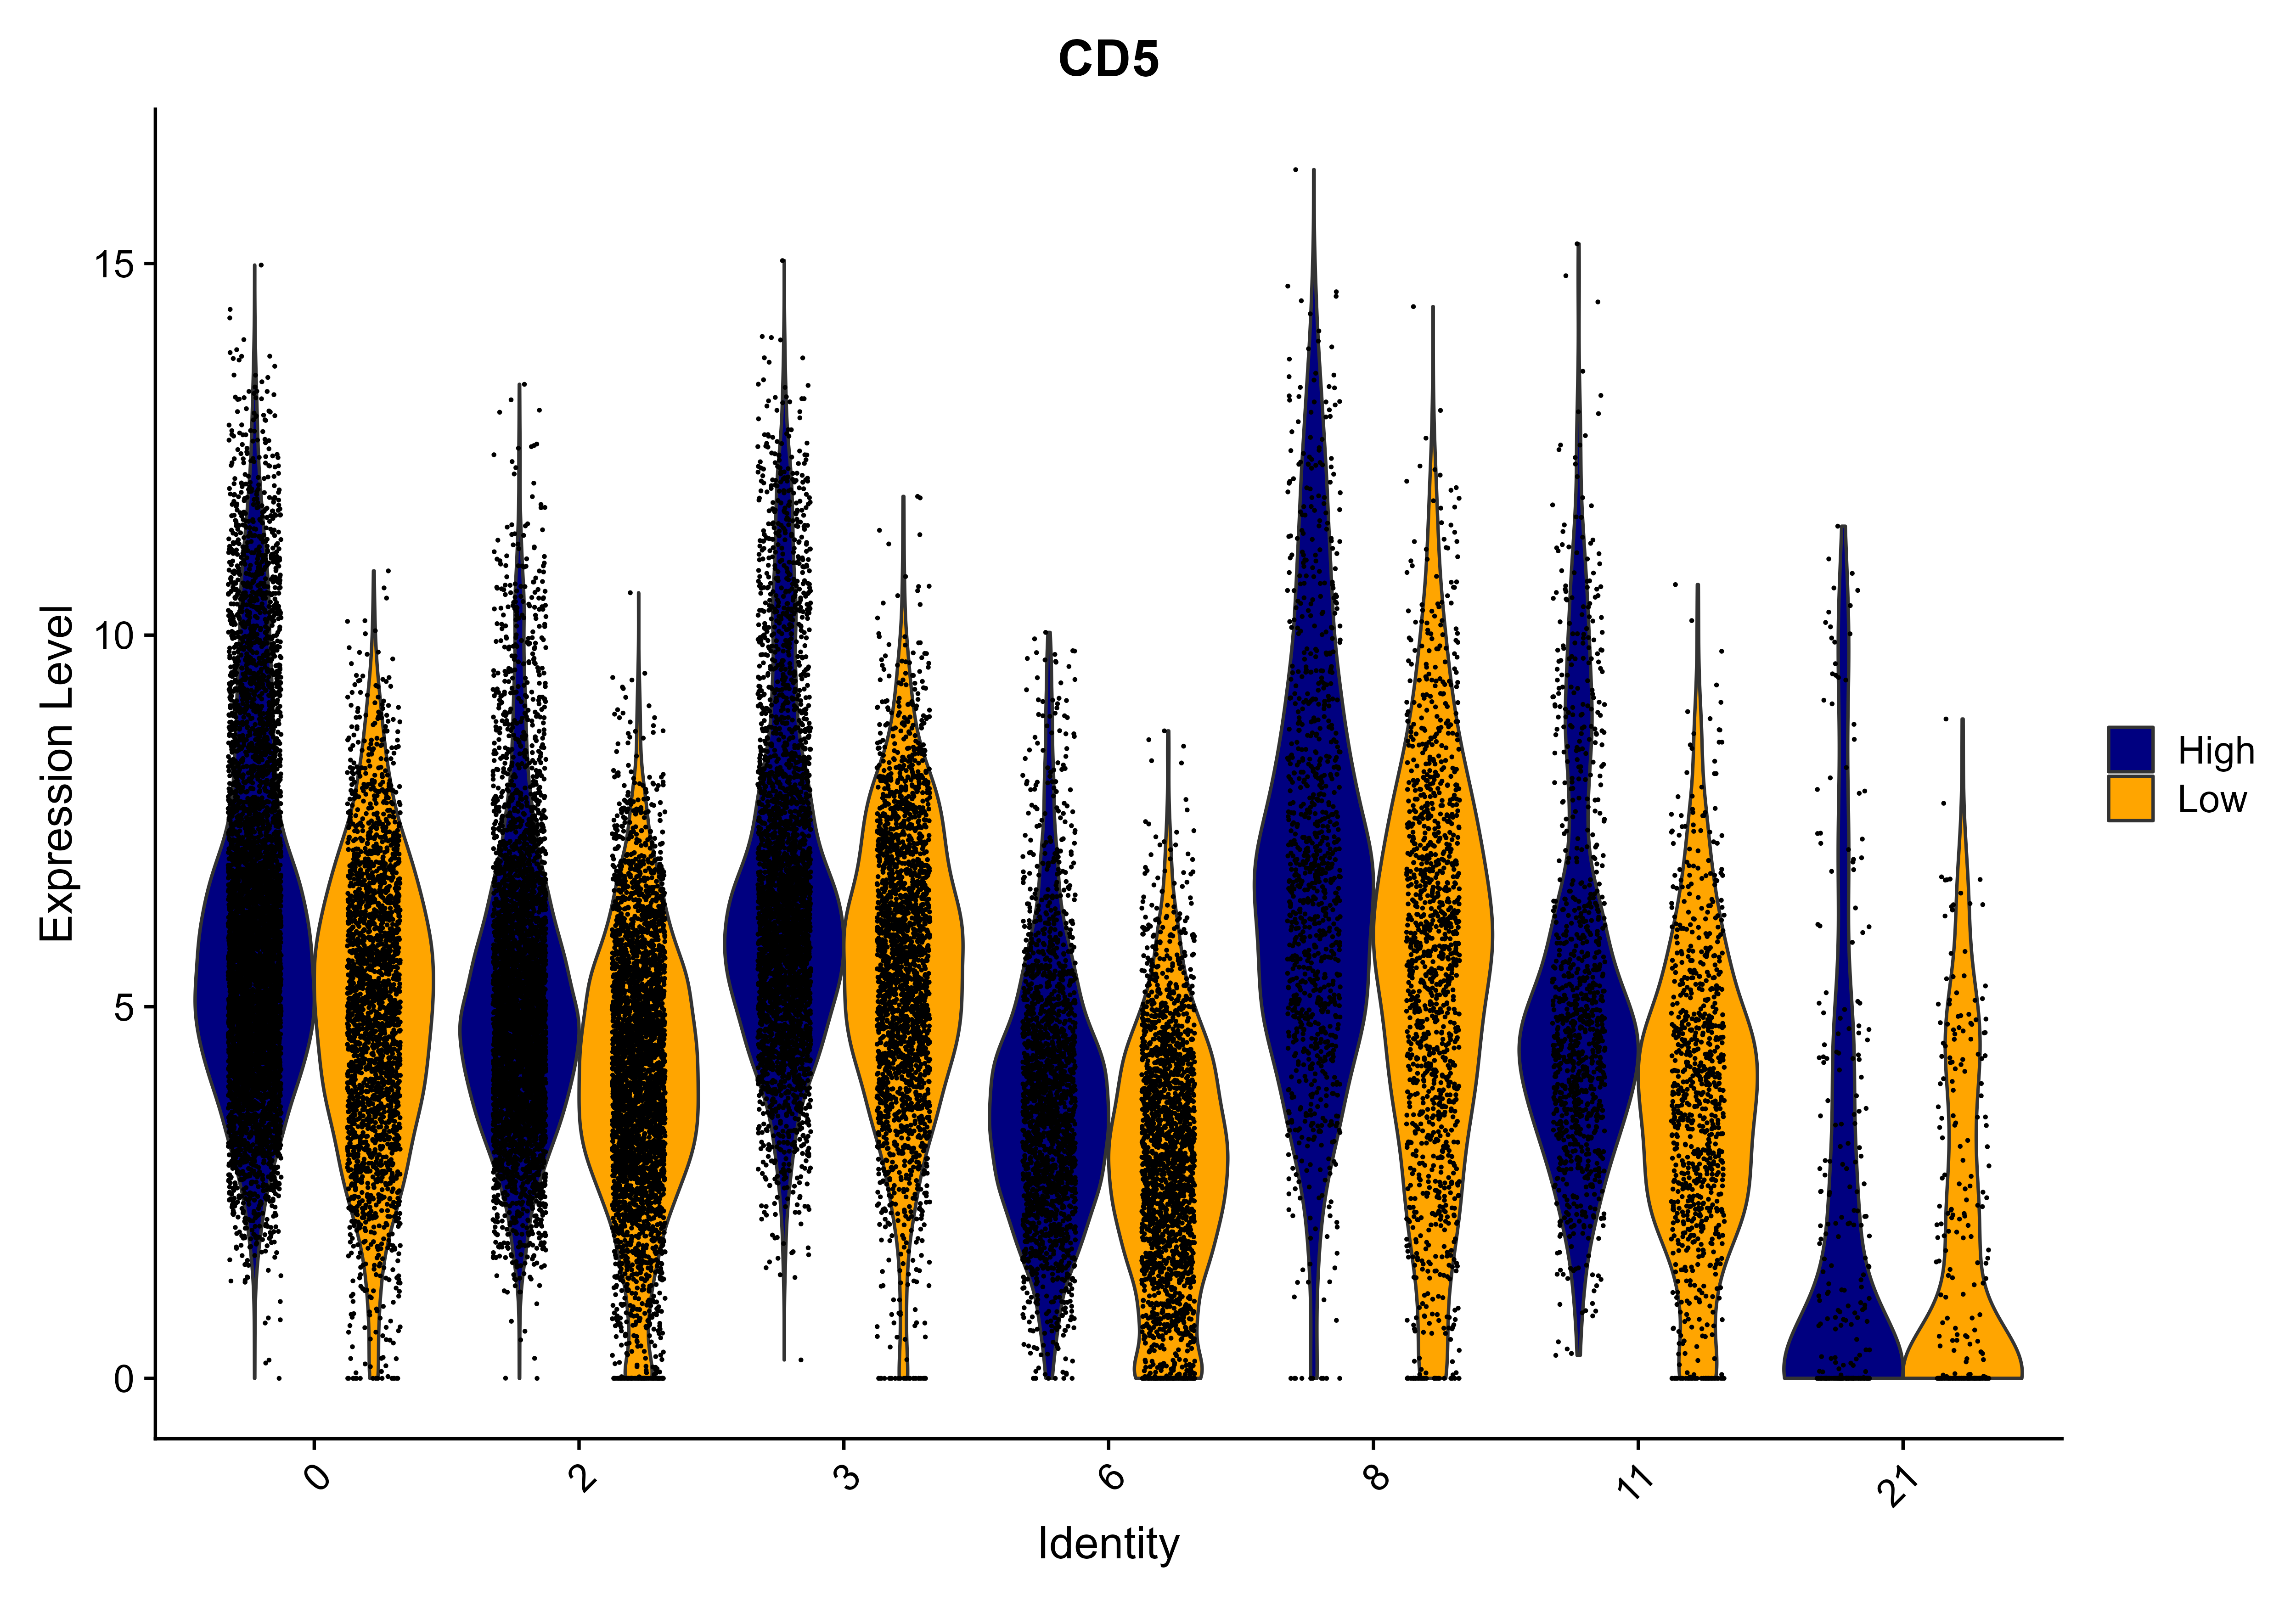 CD5
Expression Level
15
10
5
0
0 2 3 6 8 11 21
Identity
High
Low